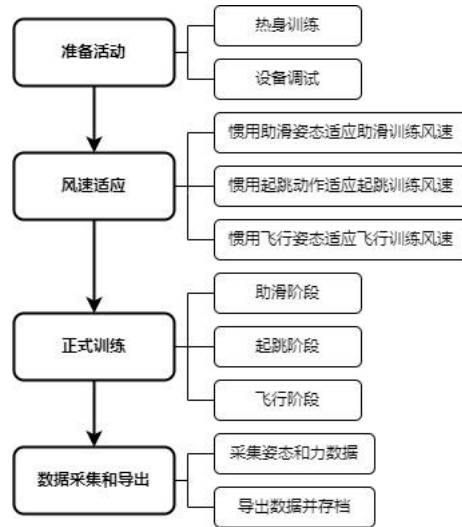 准备活动
热身训练
设备调试
风速适应
惯用助滑姿态适应助滑训练风速
惯用起跳动作适应起跳训练风速
惯用飞行姿态适应飞行训练风速
正式训练
助滑阶段
起跳阶段
飞行阶段
数据采集和导出
采集姿态和力数据
导出数据并存档